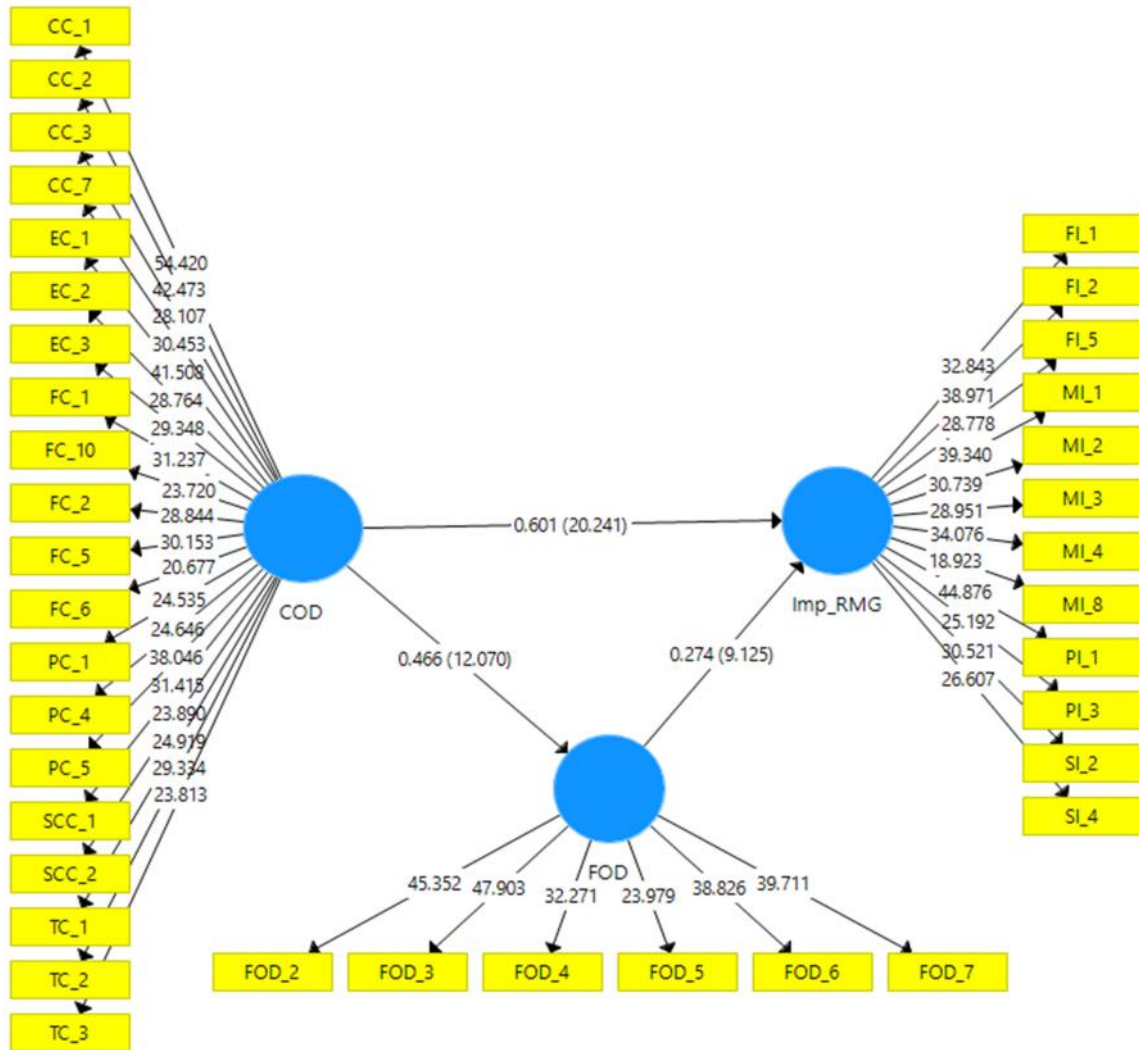 CC_1
CC_2
CC_3
CC_7
EC_1
EC_2
EC_3
FC_1
FC_10
FC_2
FC_5
FC_6
PC_1
PC_4
PC_5
SCC_1
SCC_2
TC_1
TC_2
TC_3
54.420
42.473
28.107
30.453
41.508
28.764
29.348
31.237
23.720
28.844
30.153
20.677
24.535
24.646
38.046
31.415
23.890
24.919
29.334
23.813
COD
0.601 (20.241)
0.466 (12.070)
0.274 (9.125)
Imp_RMG
FOD
32.843
38.971
28.778
39.340
30.739
28.951
34.076
18.923
44.876
25.192
30.521
26.607
FI_1
FI_2
FI_5
MI_1
MI_2
MI_3
MI_4
MI_8
PI_1
PI_3
SI_2
SI_4
45.352
47.903
32.271
23.979
38.826
39.711
FOD_2
FOD_3
FOD_4
FOD_5
FOD_6
FOD_7